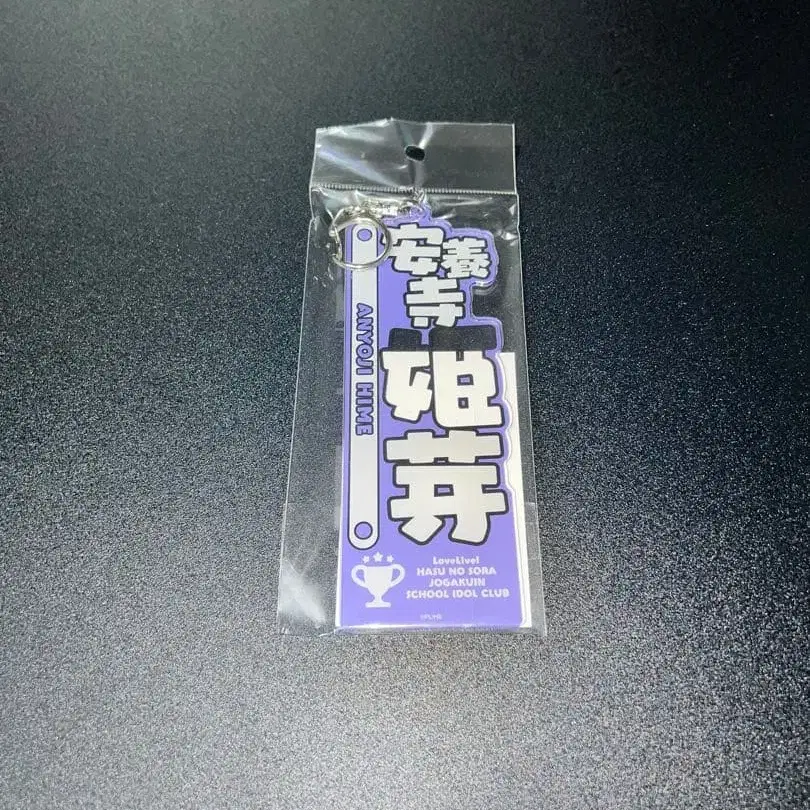 安養寺
姫芽
ANYOJI HIME
LoveLive!
HASU NO SORA
JOGAKUIN
SCHOOL IDOL CLUB